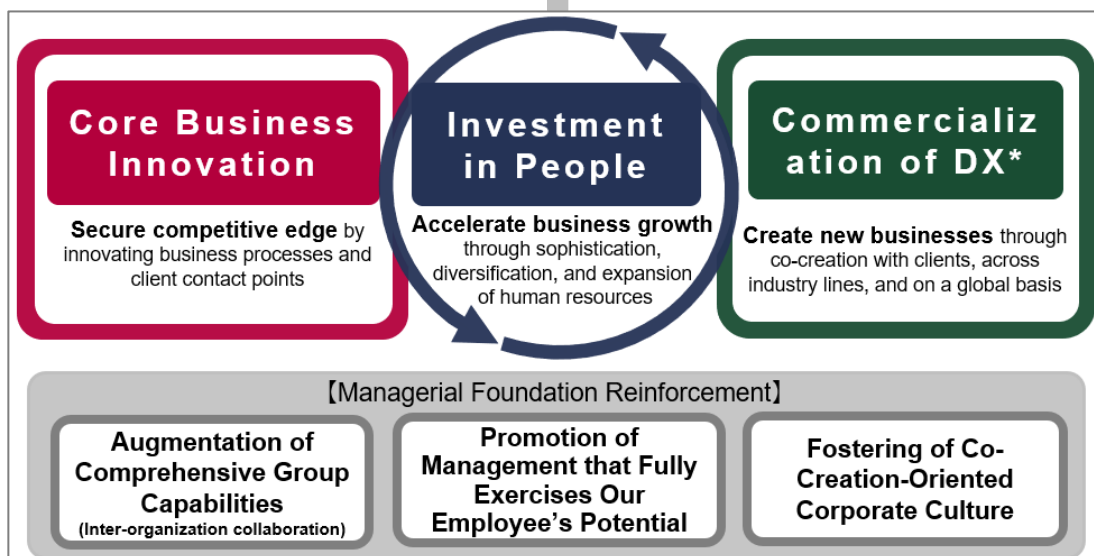 Core Business
Innovation
Secure competitive edge by
innovating business processes and
client contact points
Investment
in People
Accelerate business growth
through sophistication,
diversification, and expansion
of human resources
Commercializ
ation of DX*
Create new businesses through
co-creation with clients, across
industry lines, and on a global basis
【Managerial Foundation Reinforcement】
Augmentation of
Comprehensive Group
Capabilities
(Inter-organization collaboration)
Promotion of
Management that Fully
Exercises Our
Employee’s Potential
Fostering of Co-
Creation-Oriented
Corporate Culture